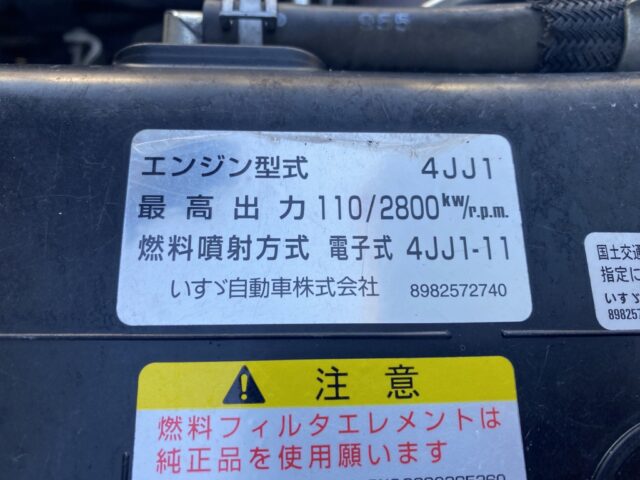 965
エンジン型式 4JJ1
最高出力 110/2800kw/r.p.m.
燃料噴射方式 電子式 4JJ1-11
いすゞ自動車株式会社 8982572740
国土交通
指定に
いすゞ
898257
注意
燃料フィルタエレメントは
純正品を使用願います